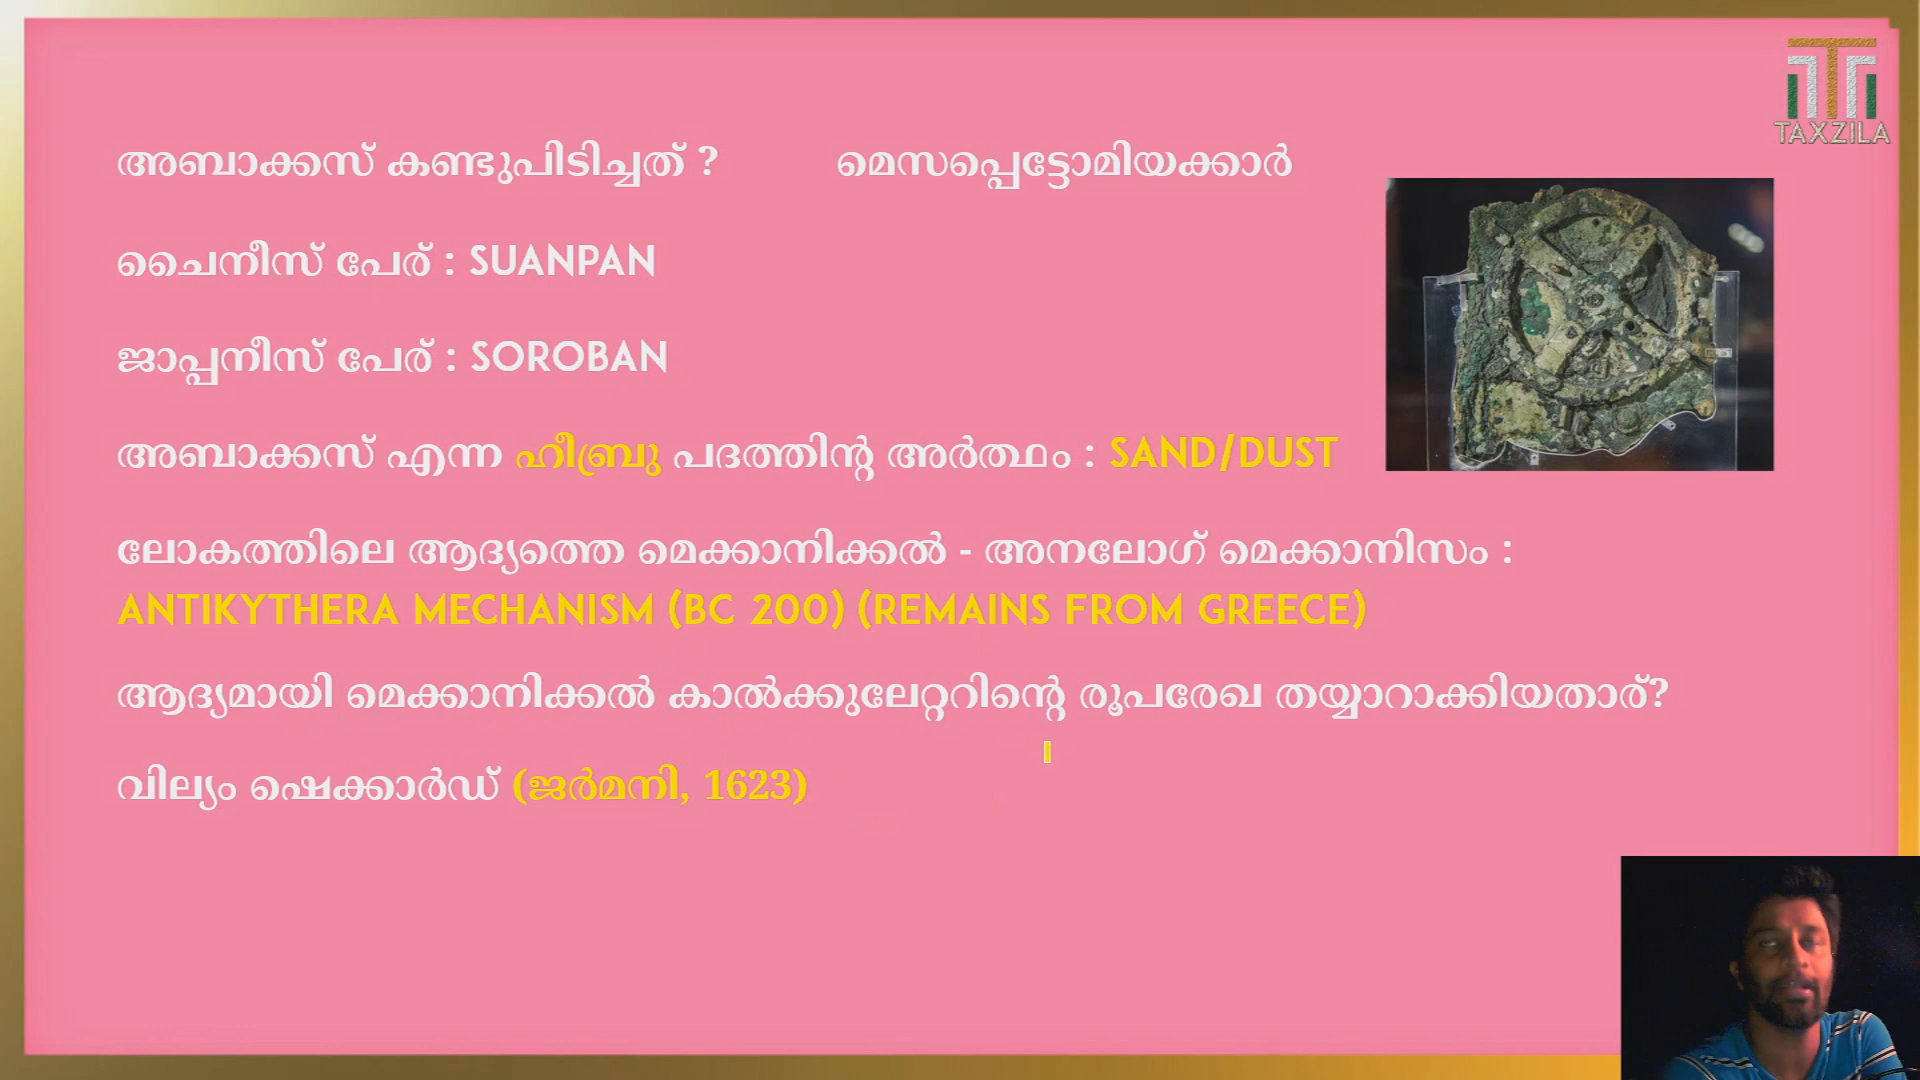 TAXZILA
അബാക്കസ് കണ്ടുപിടിച്ചത് ? മെസപ്പെട്ടോമിയക്കാർ
ചൈനീസ് പേര് : SUANPAN
ജാപ്പനീസ് പേര് : SOROBAN
അബാക്കസ് എന്ന ഹീബ്രു പദത്തിന്റ അർത്ഥം : SAND/DUST
ലോകത്തിലെ ആദ്യത്തെ മെക്കാനിക്കൽ - അനലോഗ് മെക്കാനിസം :
ANTIKYTHERA MECHANISM (BC 200) (REMAINS FROM GREECE)
ആദ്യമായി മെക്കാനിക്കൽ കാൽക്കുലേറ്ററിന്റെ രൂപരേഖ തയ്യാറാക്കിയതാര്?
വില്യം ഷെക്കാർഡ് (ജർമനി, 1623)